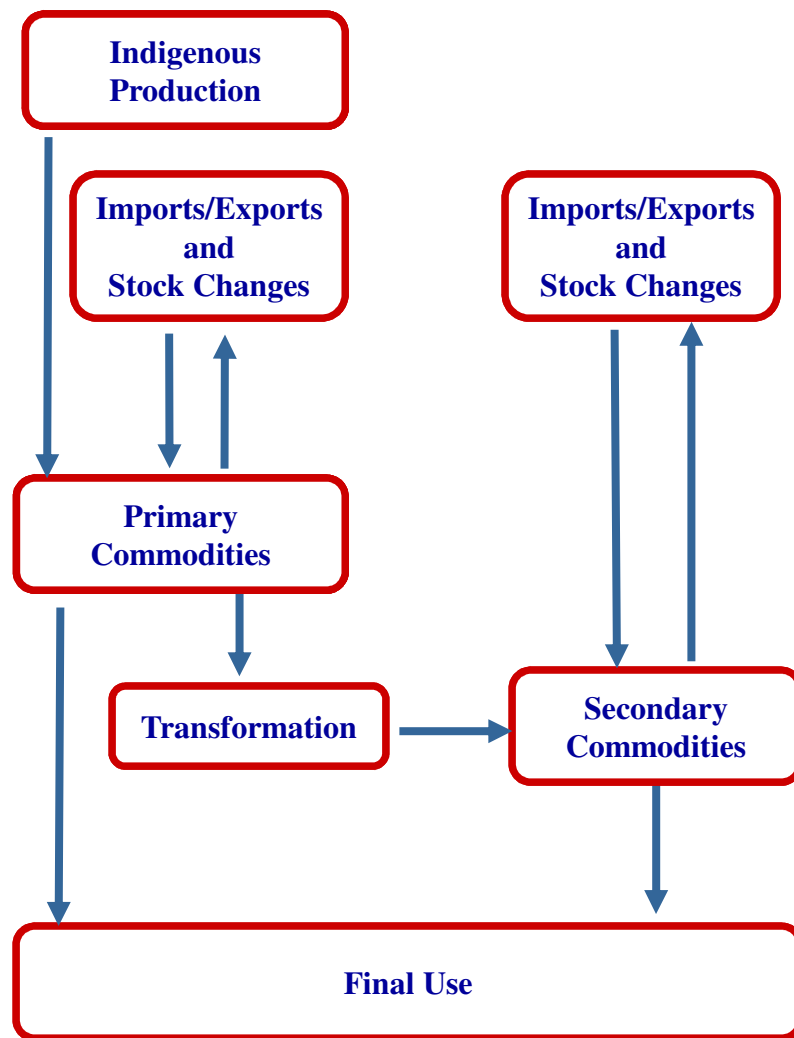 Indigenous
Production
Imports/Exports
and
Stock Changes
Imports/Exports
and
Stock Changes
Primary
Commodities
Transformation
Secondary
Commodities
Final Use